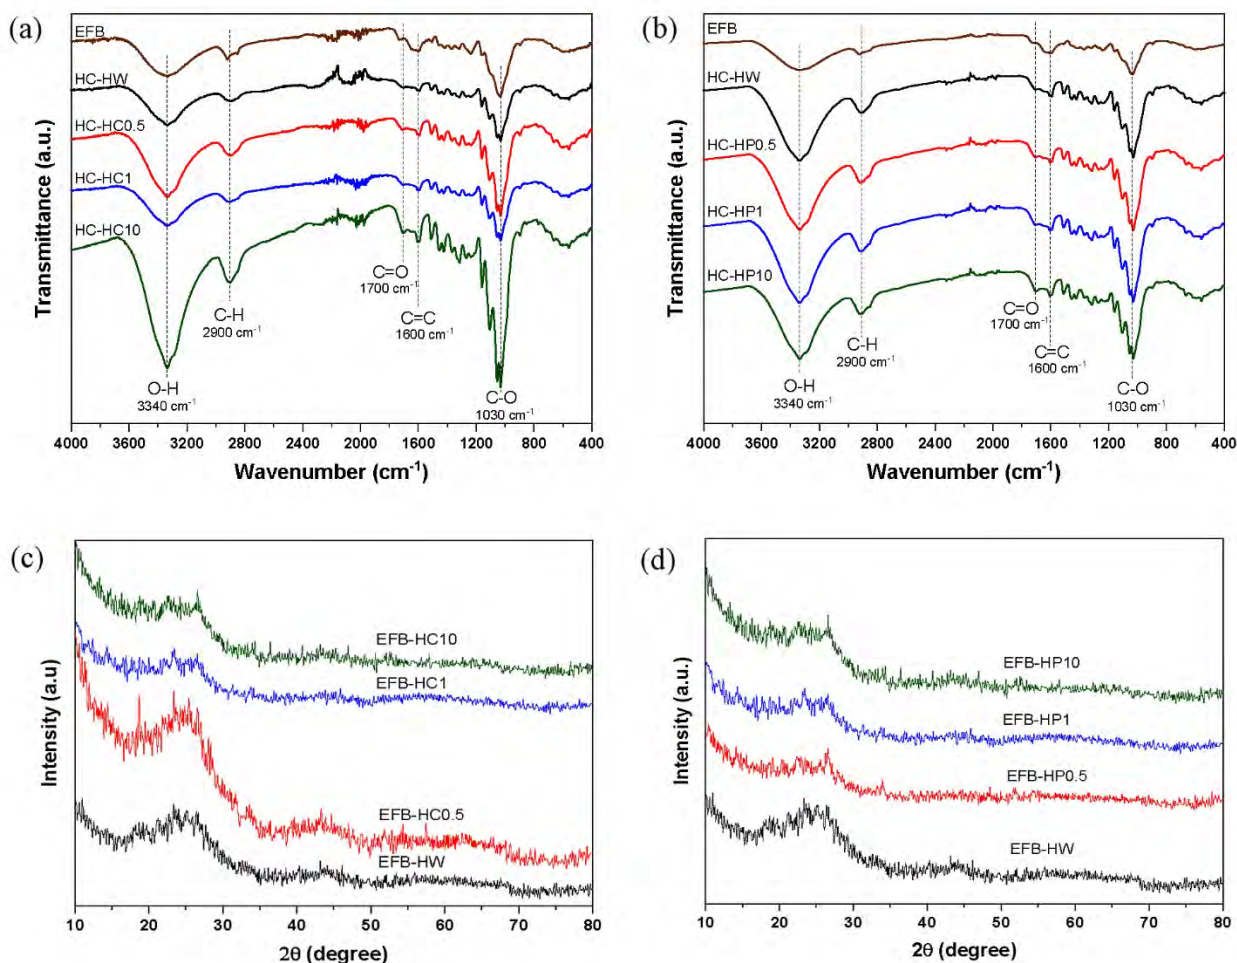 (a)
EFB
HC-HW
HC-HC0.5
HC-HC1
HC-HC10
C=O
1700 cm-1
C-H
2900 cm-1
C=C
1600 cm-1
O-H
3340 cm-1
C-O
1030 cm-1
Transmittance (a.u.)
4000 3600 3200 2800 2400 2000 1600 1200 800 400
Wavenumber (cm-1)
(b)
EFB
HC-HW
HC-HP0.5
HC-HP1
HC-HP10
C=O
1700 cm-1
C-H
2900 cm-1
C=C
1600 cm-1
O-H
3340 cm-1
C-O
1030 cm-1
Transmittance (a.u.)
4000 3600 3200 2800 2400 2000 1600 1200 800 400
Wavenumber (cm-1)
(c)
EFB-HC10
EFB-HC1
EFB-HC0.5
EFB-HW
Intensity (a.u)
10 20 30 40 50 60 70 80
2θ (degree)
(d)
EFB-HP10
EFB-HP1
EFB-HP0.5
EFB-HW
Intensity (a.u.)
10 20 30 40 50 60 70 80
2θ (degree)